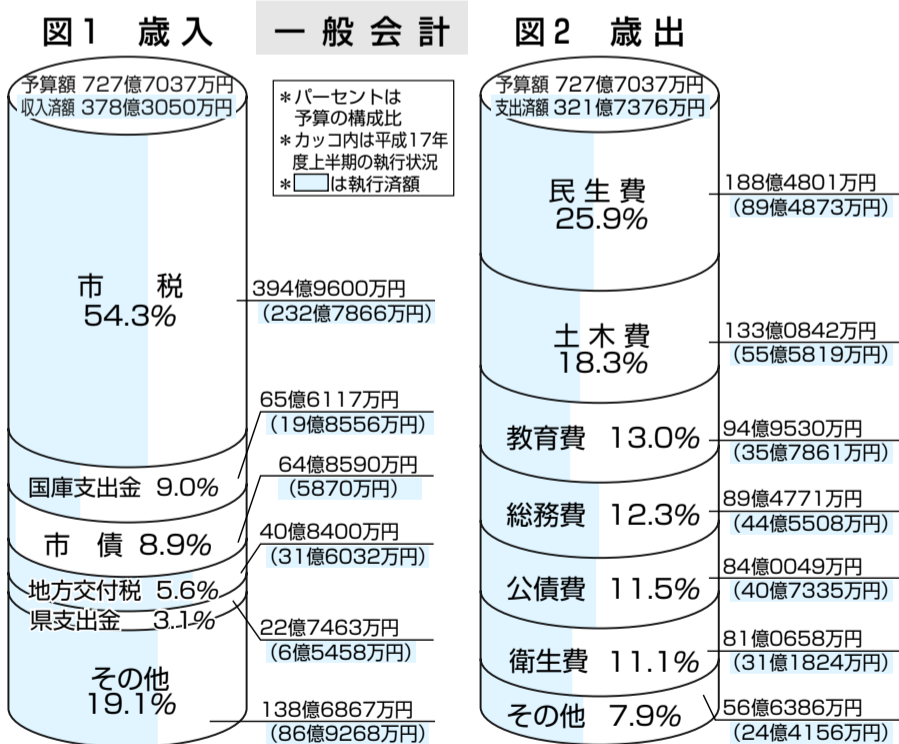 図1 歳入
一般会計
図2 歳出
予算額 727億7037万円
収入済額 378億3050万円
*パーセントは
予算の構成比
*カッコ内は平成17年
度上半期の執行状況
*は執行済額
市税
54.3%
394億9600万円
(232億7866万円)
国庫支出金 9.0%
65億6117万円
(19億8556万円)
市債 8.9%
64億8590万円
(5870万円)
地方交付税 5.6%
40億8400万円
(31億6032万円)
県支出金 3.1%
22億7463万円
(6億5458万円)
その他
19.1%
138億6867万円
(86億9268万円)
予算額 727億7037万円
支出済額 321億7376万円
民生費
25.9%
188億4801万円
(89億4873万円)
土木費
18.3%
133億0842万円
(55億5819万円)
教育費 13.0%
94億9530万円
(35億7861万円)
総務費 12.3%
89億4771万円
(44億5508万円)
公債費 11.5%
84億0049万円
(40億7335万円)
衛生費 11.1%
81億0658万円
(31億1824万円)
その他 7.9%
56億6386万円
(24億4156万円)